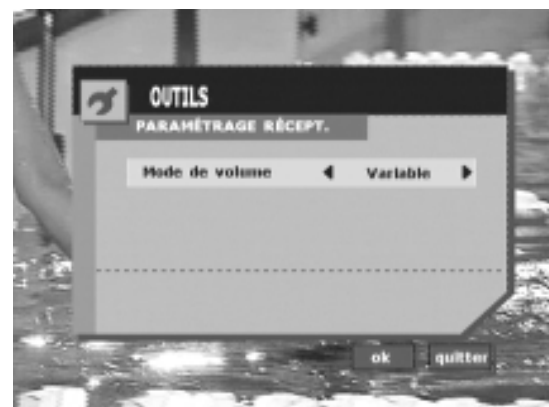 OUTILS
PARAMÉTRAGE RÉCEPT.
Mode de volume Variable
ok quitter